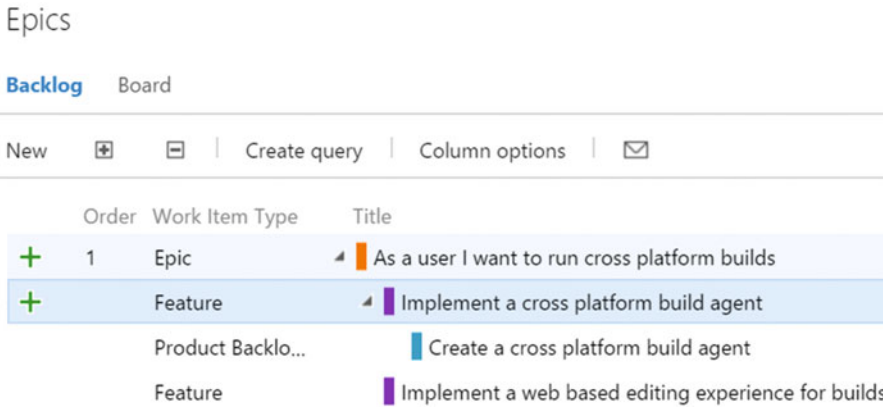 Epics
Backlog Board
New Create query Column options
Order Work Item Type Title
1 Epic As a user I want to run cross platform builds
Feature Implement a cross platform build agent
Product Backlo... Create a cross platform build agent
Feature Implement a web based editing experience for builds